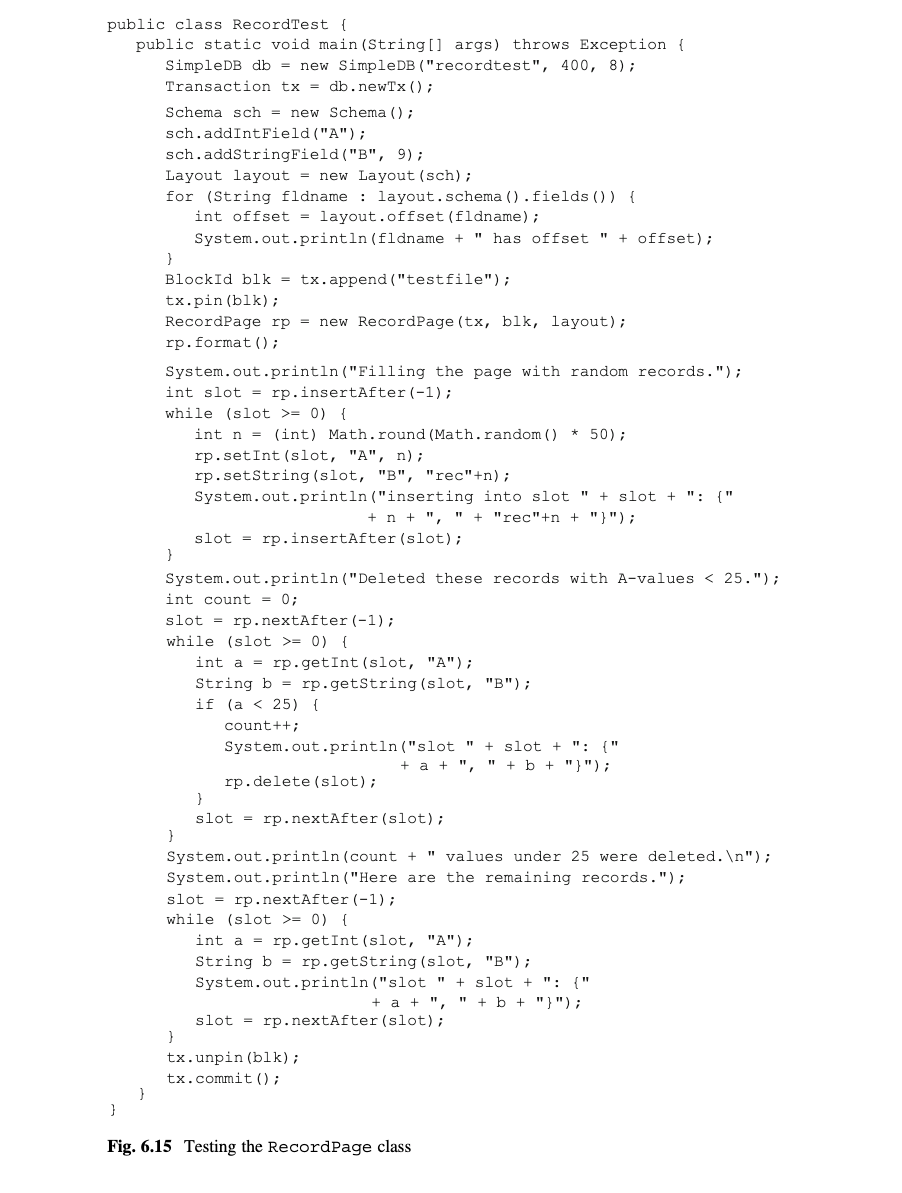 public class RecordTest {
   public static void main(String[] args) throws Exception {
      SimpleDB db = new SimpleDB("recordtest", 400, 8);
      Transaction tx = db.newTx();
      Schema sch = new Schema();
      sch.addIntField("A");
      sch.addStringField("B", 9);
      Layout layout = new Layout(sch);
      for (String fldname : layout.schema().fields()) {
         int offset = layout.offset(fldname);
         System.out.println(fldname + " has offset " + offset);
      }
      BlockId blk = tx.append("testfile");
      tx.pin(blk);
      RecordPage rp = new RecordPage(tx, blk, layout);
      rp.format();
      System.out.println("Filling the page with random records.");
      int slot = rp.insertAfter(-1);
      while (slot >= 0) {
         int n = (int) Math.round(Math.random() * 50);
         rp.setInt(slot, "A", n);
         rp.setString(slot, "B", "rec"+n);
         System.out.println("inserting into slot " + slot + ": {"
                           + n + ", " + "rec"+n + "}");
         slot = rp.insertAfter(slot);
      }
      System.out.println("Deleted these records with A-values < 25.");
      int count = 0;
      slot = rp.nextAfter(-1);
      while (slot >= 0) {
         int a = rp.getInt(slot, "A");
         String b = rp.getString(slot, "B");
         if (a < 25) {
            count++;
            System.out.println("slot " + slot + ": {"
                              + a + ", " + b + "}");
            rp.delete(slot);
         }
         slot = rp.nextAfter(slot);
      }
      System.out.println(count + " values under 25 were deleted.\n");
      System.out.println("Here are the remaining records.");
      slot = rp.nextAfter(-1);
      while (slot >= 0) {
         int a = rp.getInt(slot, "A");
         String b = rp.getString(slot, "B");
         System.out.println("slot " + slot + ": {"
                           + a + ", " + b + "}");
         slot = rp.nextAfter(slot);
      }
      tx.unpin(blk);
      tx.commit();
   }
}
Fig. 6.15 Testing the RecordPage class